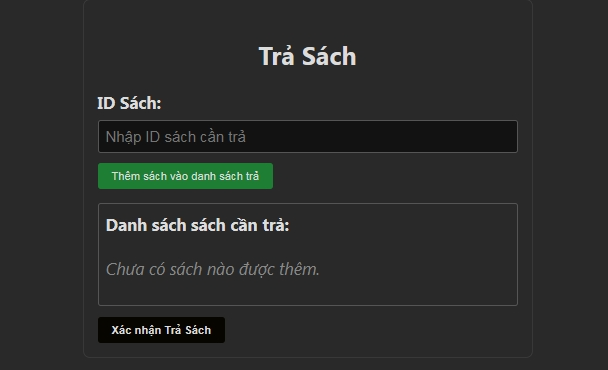 Trả Sách
ID Sách:
Nhập ID sách cần trả
Thêm sách vào danh sách trả
Danh sách sách cần trả:
Chưa có sách nào được thêm.
Xác nhận Trả Sách